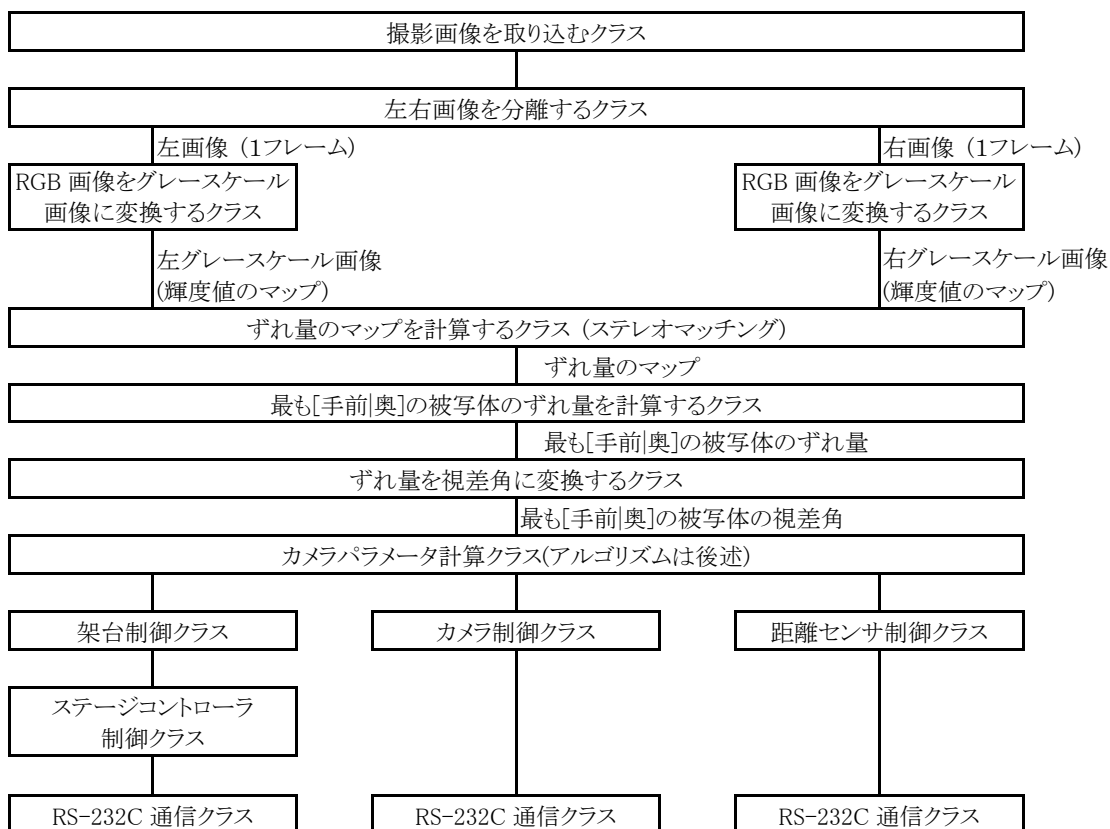 撮影画像を取り込むクラス
左右画像を分離するクラス
左画像 (1フレーム)
右画像 (1フレーム)
RGB 画像をグレースケール
画像に変換するクラス
RGB 画像をグレースケール
画像に変換するクラス
左グレースケール画像
(輝度値のマップ)
右グレースケール画像
(輝度値のマップ)
ずれ量のマップを計算するクラス (ステレオマッチング)
ずれ量のマップ
最も[手前|奥]の被写体のずれ量を計算するクラス
最も[手前|奥]の被写体のずれ量
ずれ量を視差角に変換するクラス
最も[手前|奥]の被写体の視差角
カメラパラメータ計算クラス(アルゴリズムは後述)
架台制御クラス
カメラ制御クラス
距離センサ制御クラス
ステージコントローラ
制御クラス
RS-232C 通信クラス
RS-232C 通信クラス
RS-232C 通信クラス